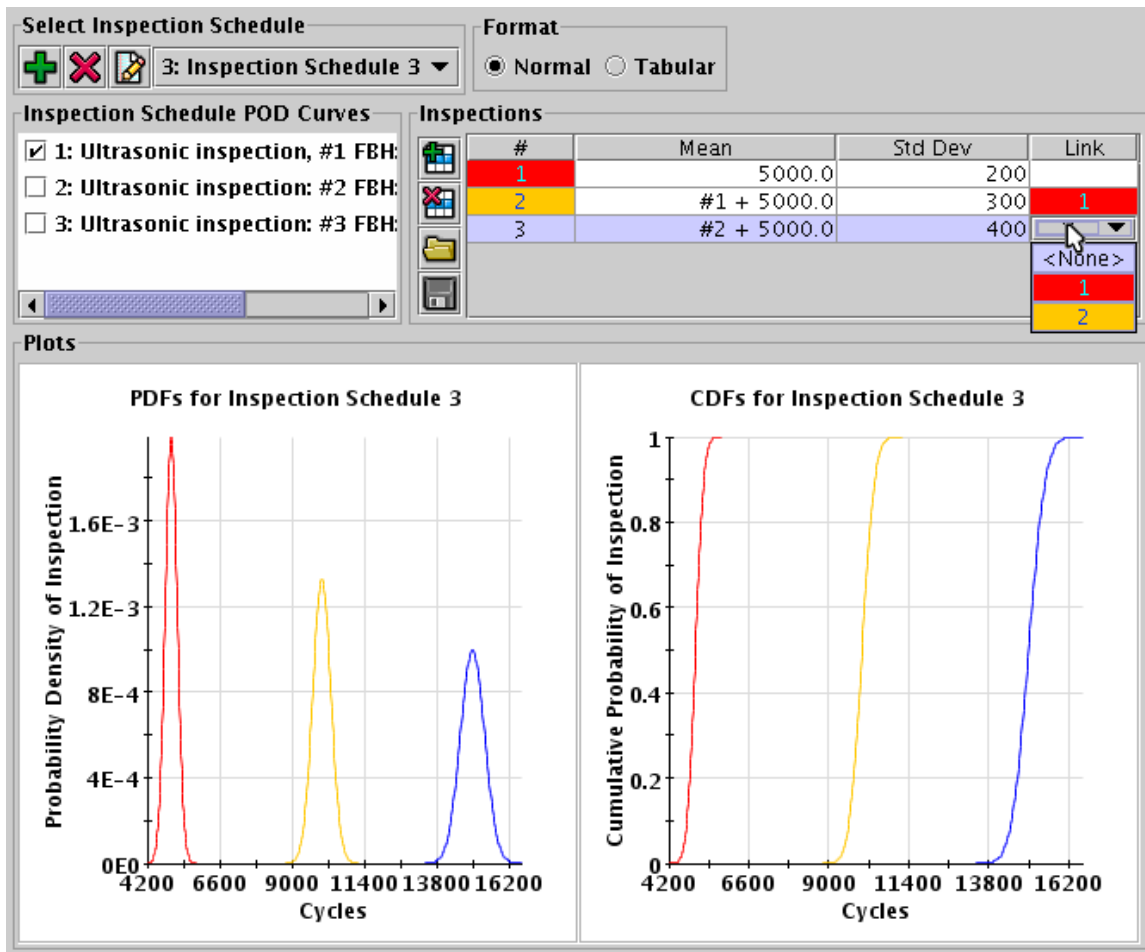 Select Inspection Schedule
3: Inspection Schedule 3
Format
Normal
Tabular
Inspection Schedule POD Curves
1: Ultrasonic inspection, #1 FBH:
2: Ultrasonic inspection: #2 FBH:
3: Ultrasonic inspection: #3 FBH:
Inspections
# Mean Std Dev Link
1 5000.0 200
2 #1 + 5000.0 300 1
3 #2 + 5000.0 400
<None>
1
2
Plots
PDFs for Inspection Schedule 3
Probability Density of Inspection
1.6E-3
1.2E-3
8E-4
4E-4
0E0
4200 6600 9000 11400 13800 16200
Cycles
CDFs for Inspection Schedule 3
Cumulative Probability of Inspection
1
0.8
0.6
0.4
0.2
0
4200 6600 9000 11400 13800 16200
Cycles